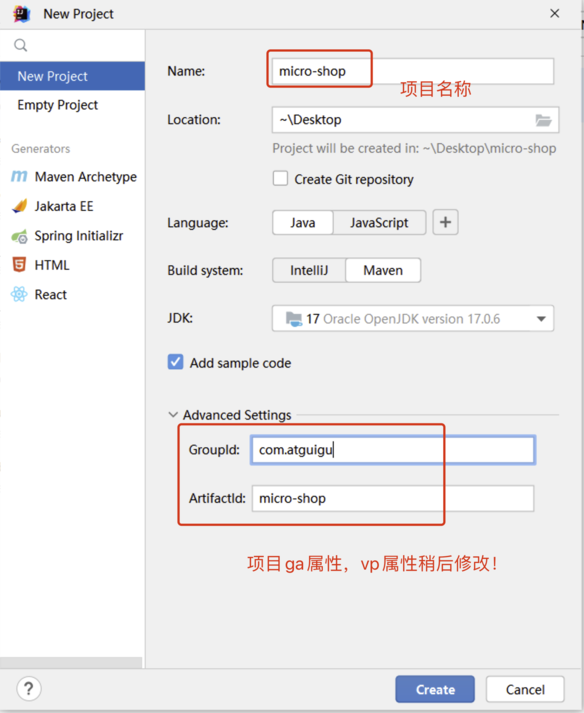 New Project
New Project
Empty Project
Generators
Maven Archetype
Jakarta EE
Spring Initializr
HTML
React
Name:
micro-shop
项目名称
Location:
~\Desktop
Project will be created in: ~\Desktop\micro-shop
Create Git repository
Language:
Java
JavaScript
+
Build system:
IntelliJ
Maven
JDK:
17 Oracle OpenJDK version 17.0.6
Add sample code
Advanced Settings
GroupId:
com.atguigu
ArtifactId:
micro-shop
项目ga属性，vp属性稍后修改！
?
Create
Cancel